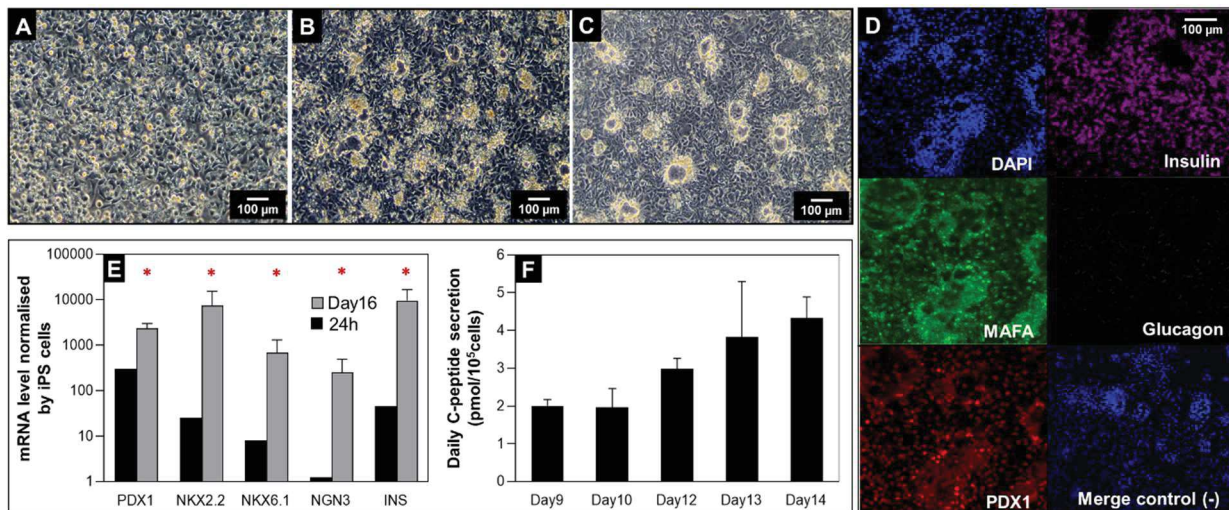 A
100 µm
B
100 µm
C
100 µm
D
100 µm
DAPI
Insulin
MAFA
Glucagon
PDX1
Merge control (-)
E
mRNA level normalised
by iPS cells
100000
10000
1000
100
10
1
* * * * *
Day16
24h
PDX1 NKX2.2 NKX6.1 NGN3 INS
F
Daily C-peptide secretion
(pmol/10⁵cells)
6
5
4
3
2
1
0
Day9 Day10 Day12 Day13 Day14